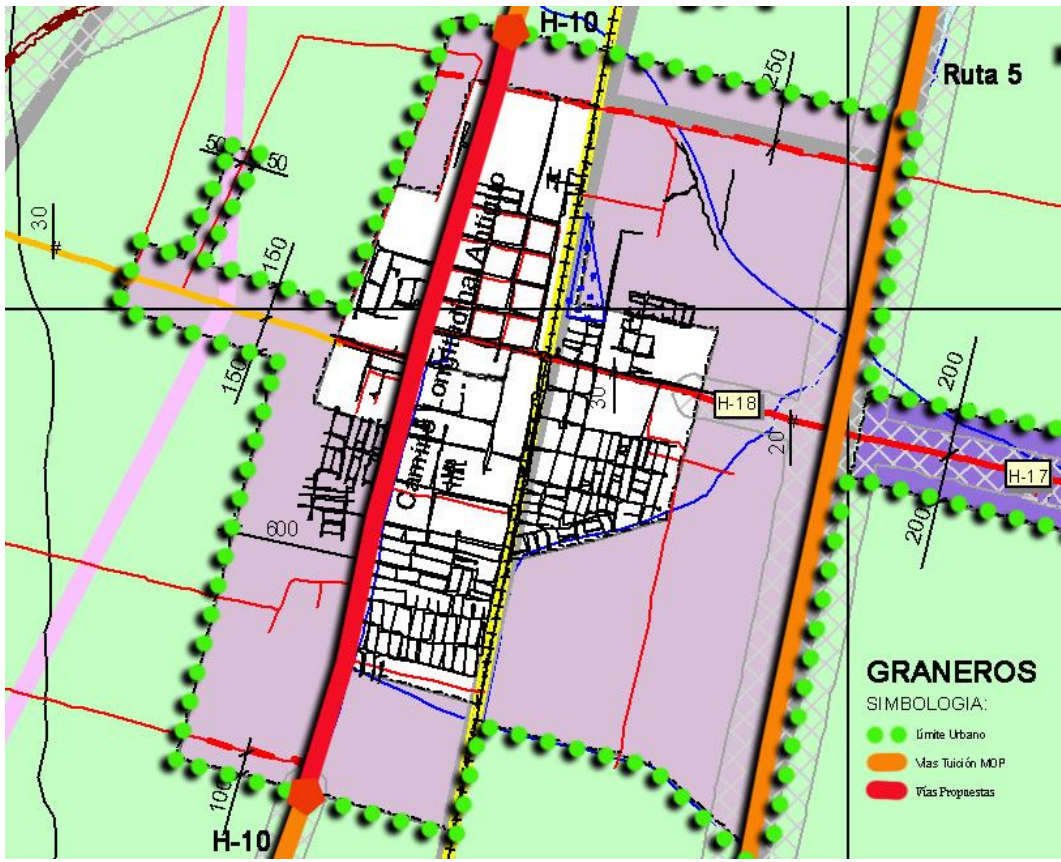 H-10
Ruta 5
250
50
50
30
150
150
Camino Longitudinal Antiguo
30
H-18
20
200
H-17
200
600
100
H-10
GRANEROS
SIMBOLOGIA:
Límite Urbano
Vías Tuición MOP
Vías Propuestas